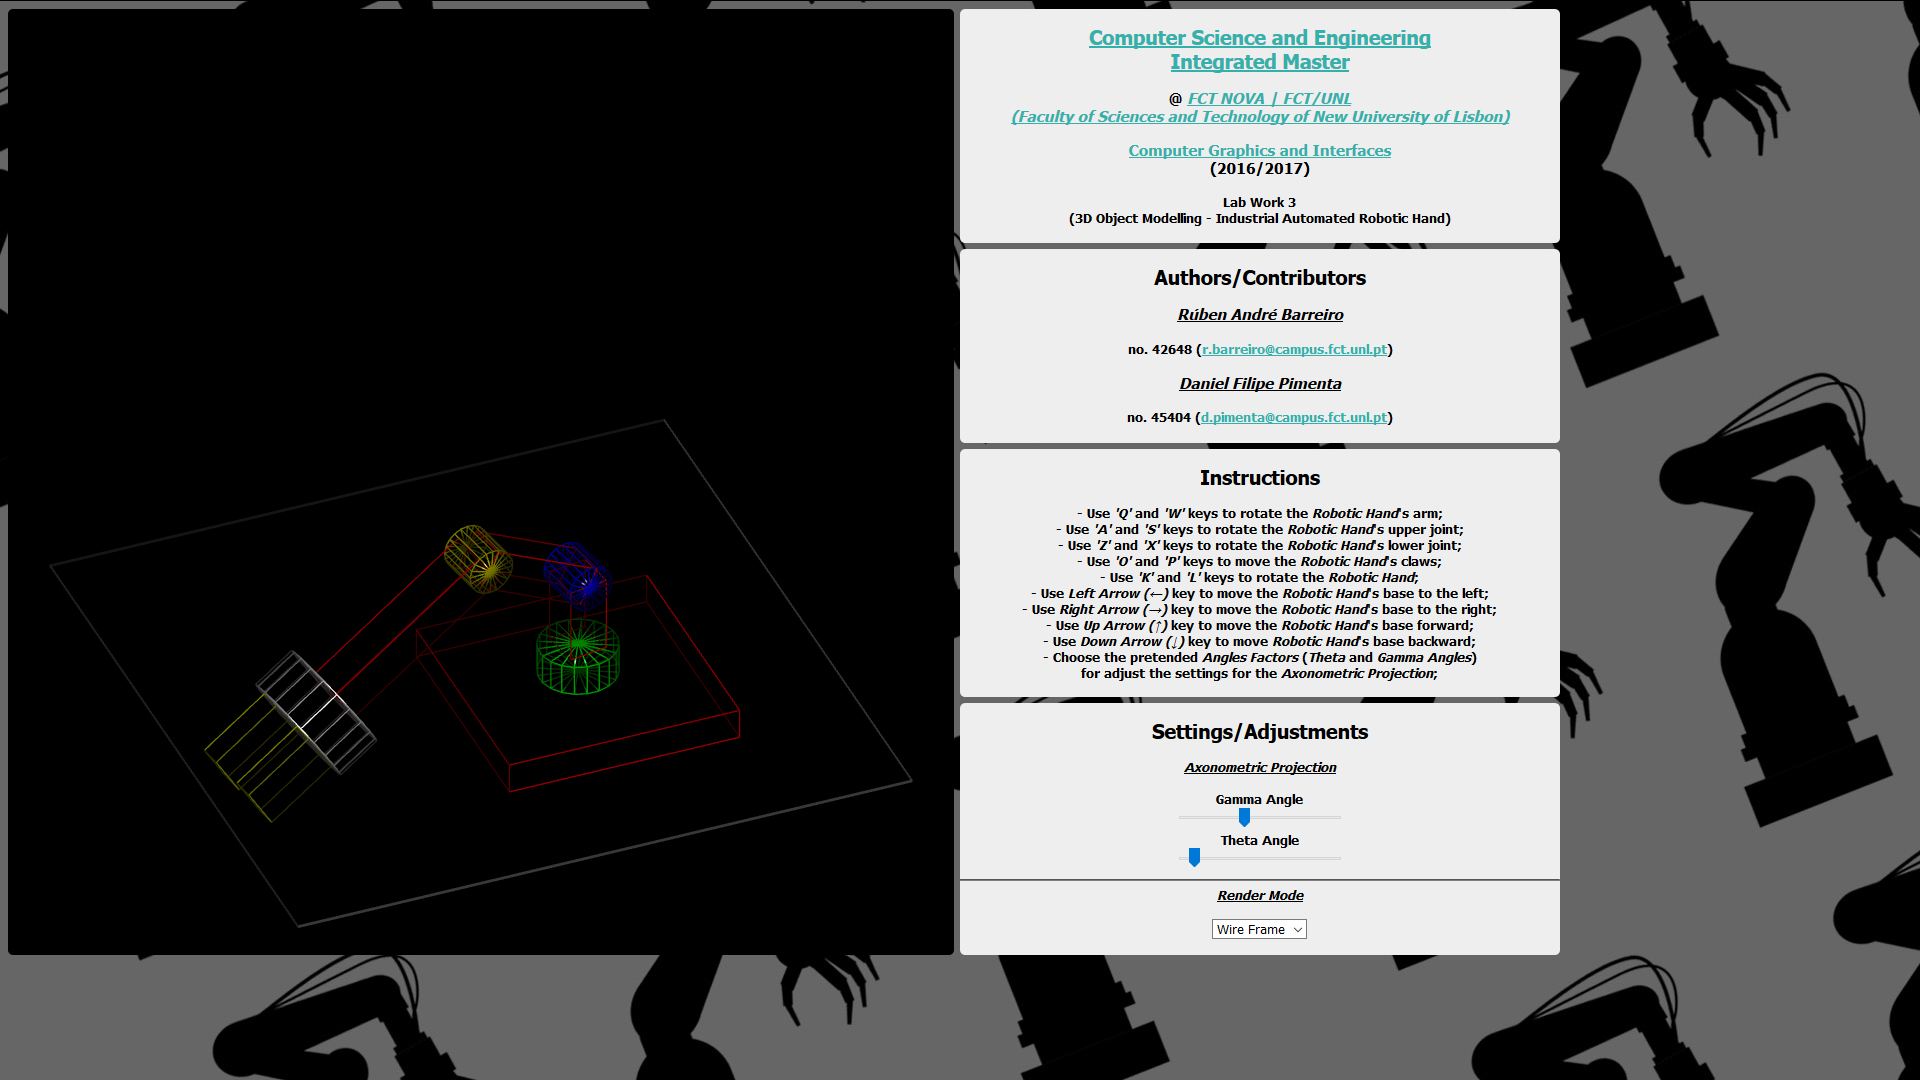 Computer Science and Engineering
Integrated Master
@ FCT NOVA | FCT/UNL
(Faculty of Sciences and Technology of New University of Lisbon)
Computer Graphics and Interfaces
(2016/2017)
Lab Work 3
(3D Object Modelling - Industrial Automated Robotic Hand)
Authors/Contributors
Rúben André Barreiro
no. 42648 (r.barreiro@campus.fct.unl.pt)
Daniel Filipe Pimenta
no. 45404 (d.pimenta@campus.fct.unl.pt)
Instructions
- Use 'Q' and 'W' keys to rotate the Robotic Hand's arm;
- Use 'A' and 'S' keys to rotate the Robotic Hand's upper joint;
- Use 'Z' and 'X' keys to rotate the Robotic Hand's lower joint;
- Use 'O' and 'P' keys to move the Robotic Hand's claws;
- Use 'K' and 'L' keys to rotate the Robotic Hand;
- Use Left Arrow (←) key to move the Robotic Hand's base to the left;
- Use Right Arrow (→) key to move the Robotic Hand's base to the right;
- Use Up Arrow (↑) key to move the Robotic Hand's base forward;
- Use Down Arrow (↓) key to move Robotic Hand's base backward;
- Choose the pretended Angles Factors (Theta and Gamma Angles)
for adjust the settings for the Axonometric Projection;
Settings/Adjustments
Axonometric Projection
Gamma Angle
Theta Angle
Render Mode
Wire Frame